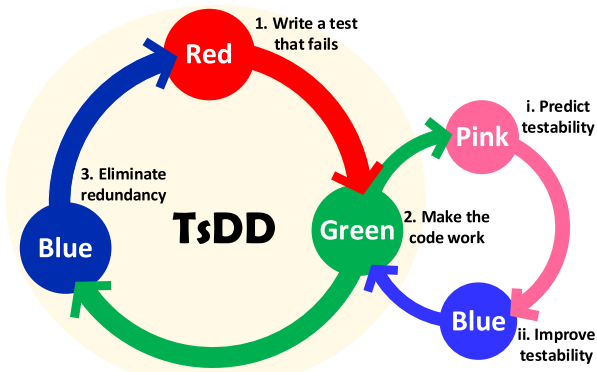 1. Write a test
that fails
Red
i. Predict
testability
Pink
3. Eliminate
redundancy
TsDD
2. Make the
code work
Green
Blue
Blue
ii. Improve
testability